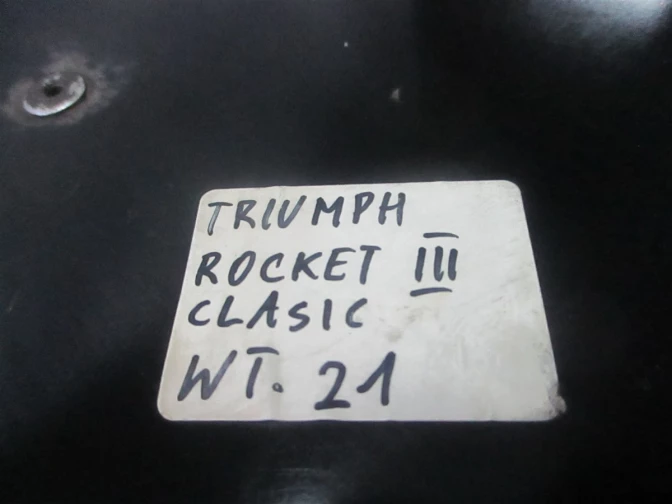 TRIUMPH
ROCKET III
CLASIC
WT. 21